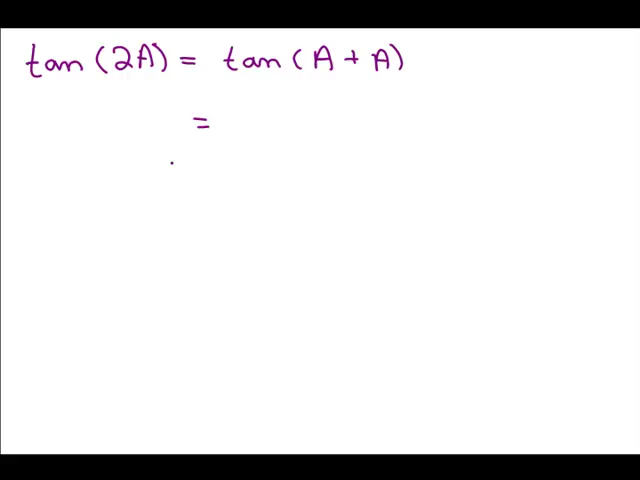 tan (2A) = tan (A + A)
=